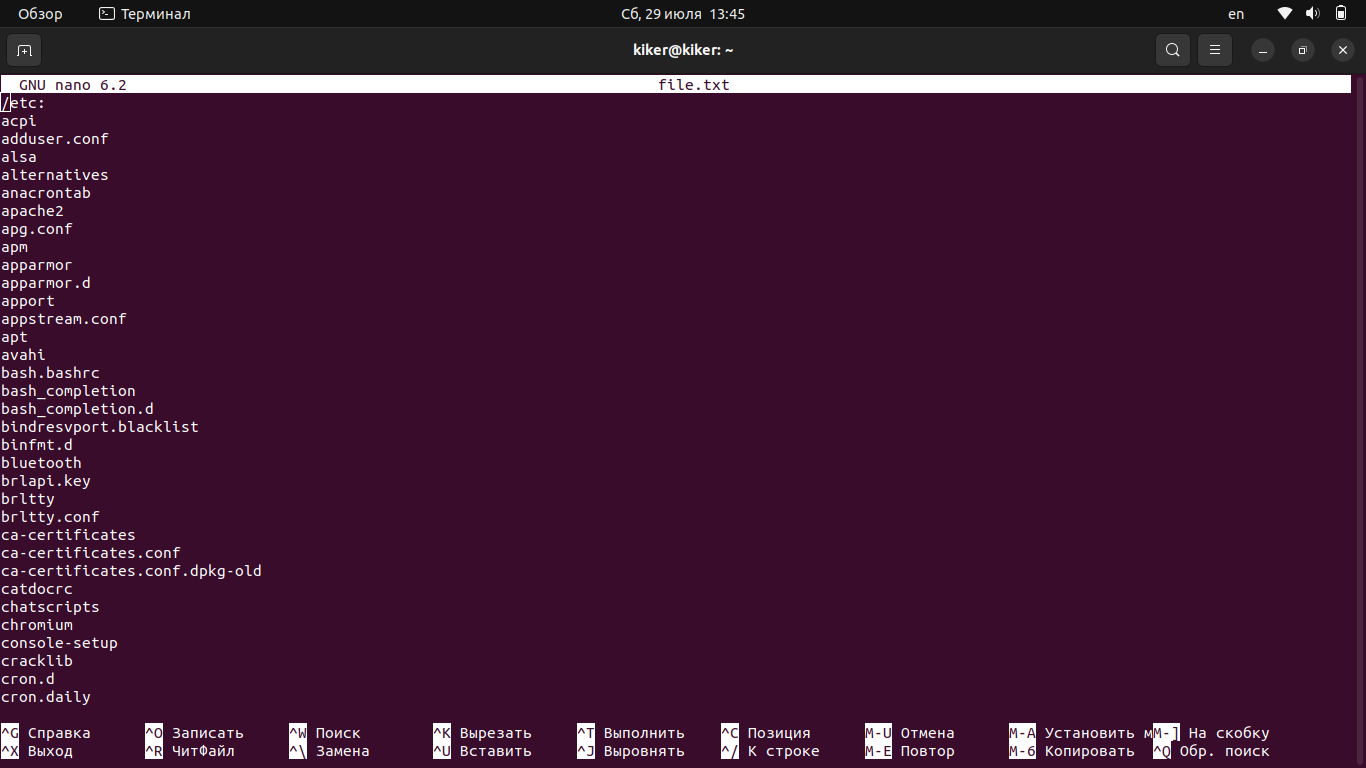 Обзор Терминал Сб, 29 июля 13:45 en
kiker@kiker: ~
GNU nano 6.2 file.txt
/etc:
acpi
adduser.conf
alsa
alternatives
anacrontab
apache2
apg.conf
apm
apparmor
apparmor.d
apport
appstream.conf
apt
avahi
bash.bashrc
bash_completion
bash_completion.d
bindresvport.blacklist
binfmt.d
bluetooth
brlapi.key
brltty
brltty.conf
ca-certificates
ca-certificates.conf
ca-certificates.conf.dpkg-old
catdocrc
chatscripts
chromium
console-setup
cracklib
cron.d
cron.daily
^G Справка ^O Записать ^W Поиск ^K Вырезать ^T Выполнить ^C Позиция M-U Отмена M-A Установить мM-] На скобку
^X Выход ^R ЧитФайл ^\ Замена ^U Вставить ^J Выровнять ^/ К строке M-E Повтор M-6 Копировать ^Q Обр. поиск